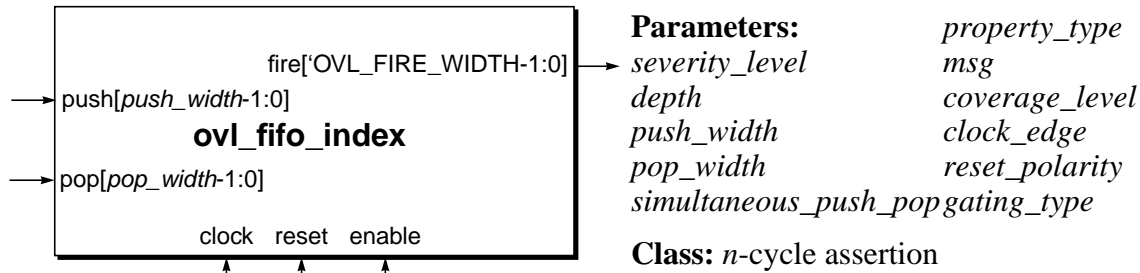 fire[‘OVL_FIRE_WIDTH-1:0]
push[push_width-1:0]
ovl_fifo_index
pop[pop_width-1:0]
clock reset enable
Parameters: property_type
severity_level msg
depth coverage_level
push_width clock_edge
pop_width reset_polarity
simultaneous_push_pop gating_type
Class: n-cycle assertion